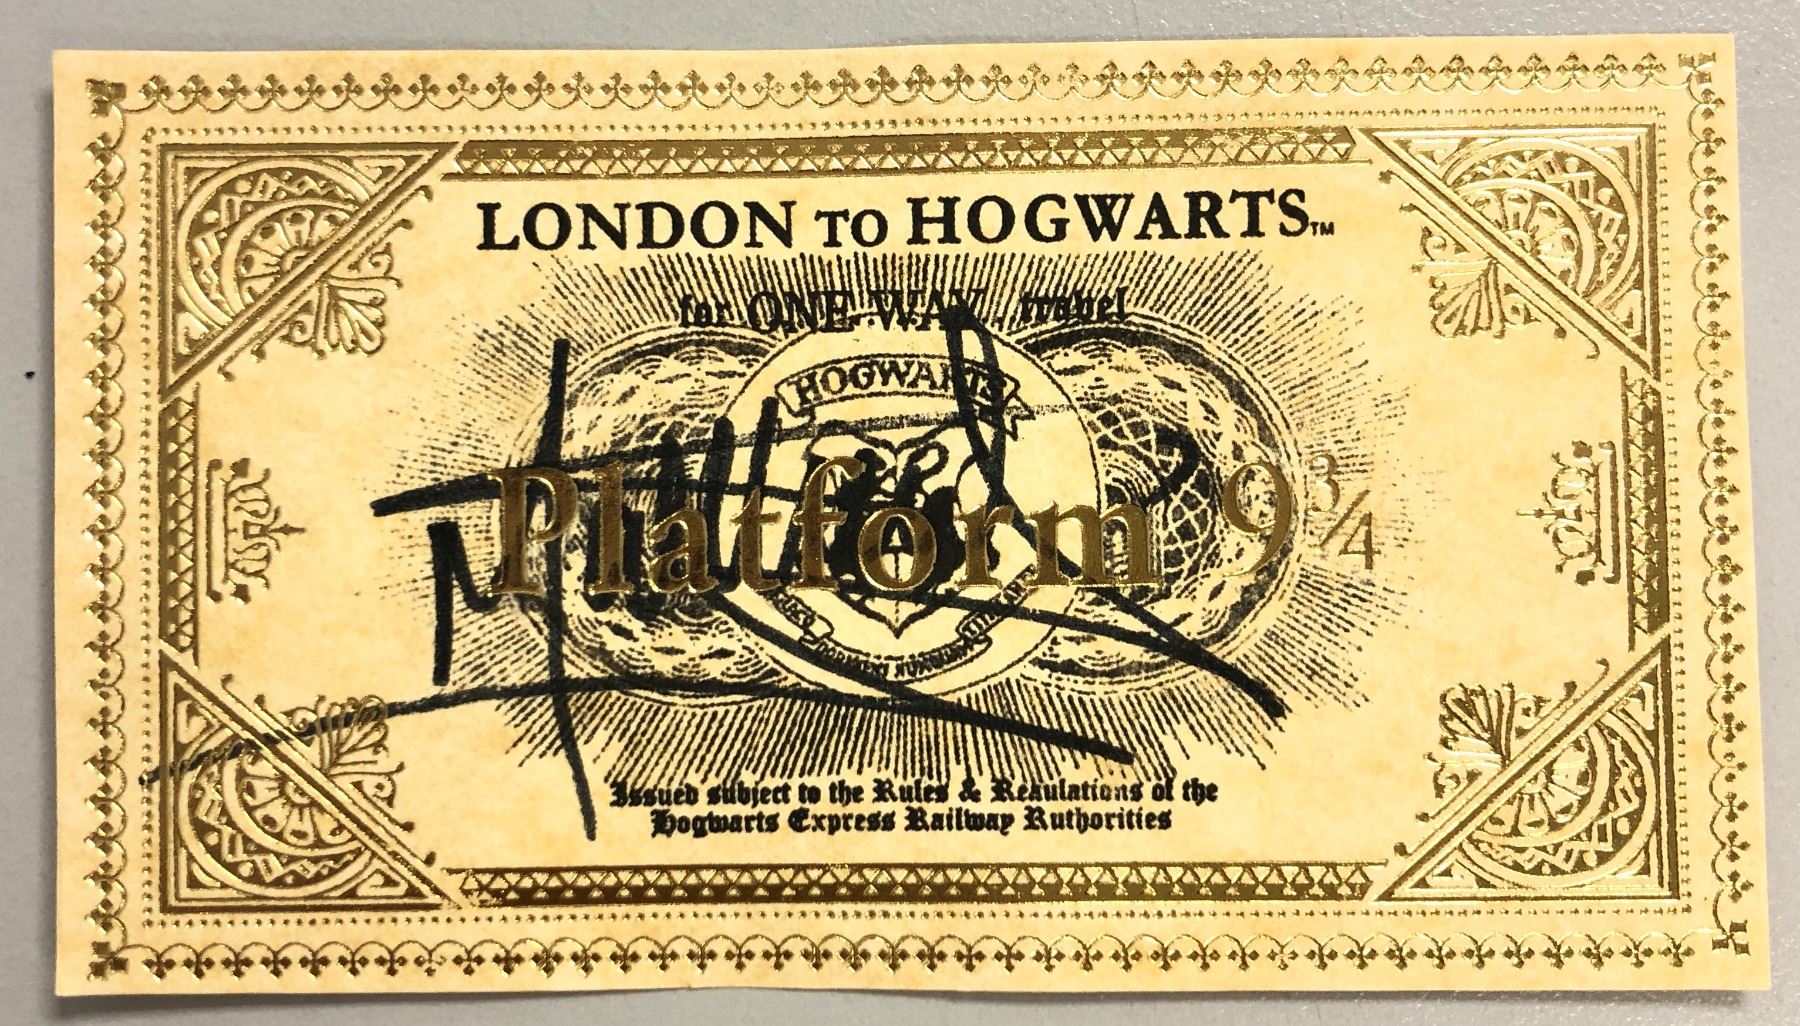 LONDON TO HOGWARTS™
for ONE WAY travel
HOGWARTS
Platform 9¾
Issued subject to the Rules & Regulations of the
Hogwarts Express Railway Authorities